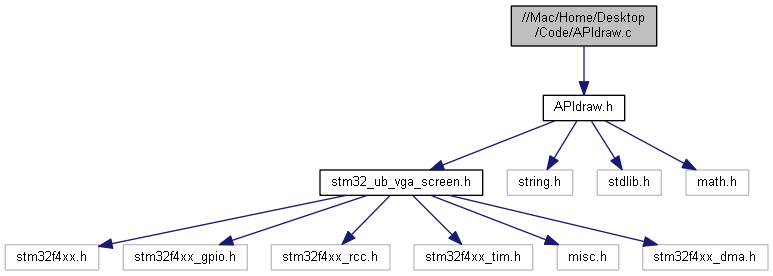 //Mac/Home/Desktop
/Code/APIdraw.c
APIdraw.h
stm32_ub_vga_screen.h
string.h
stdlib.h
math.h
stm32f4xx.h
stm32f4xx_gpio.h
stm32f4xx_rcc.h
stm32f4xx_tim.h
misc.h
stm32f4xx_dma.h